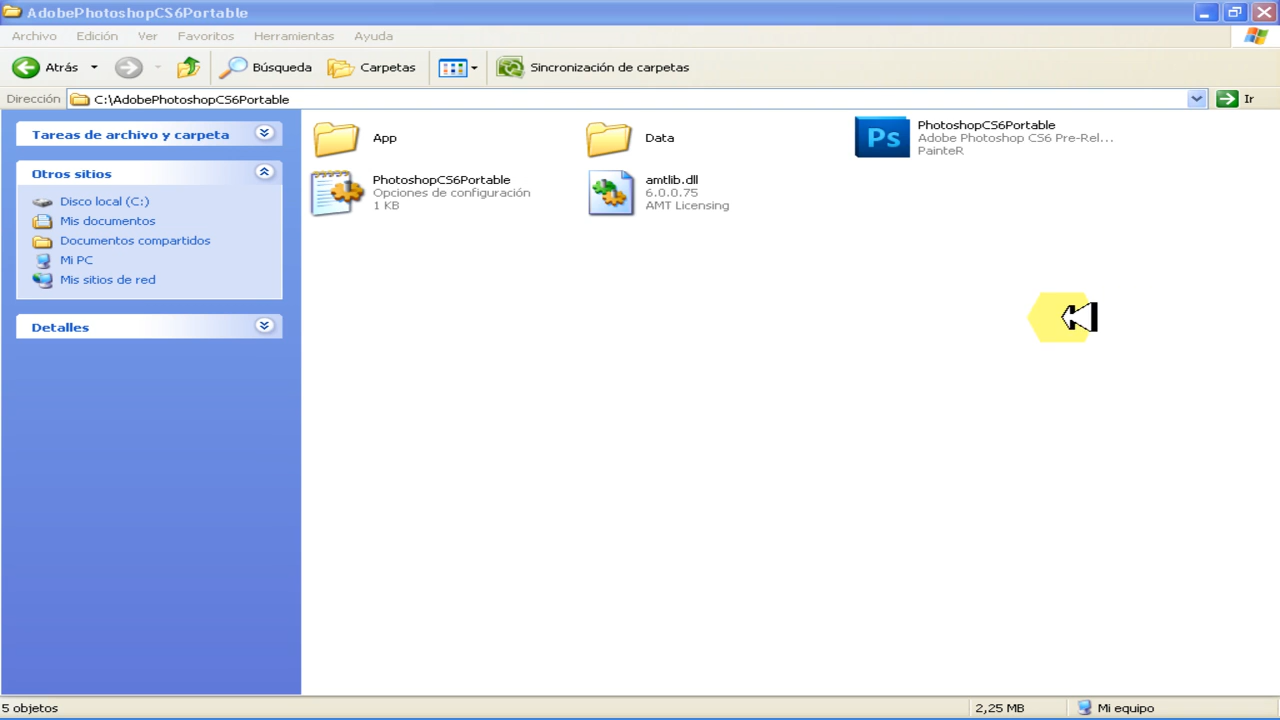 AdobePhotoshopCS6Portable
Archivo Edición Ver Favoritos Herramientas Ayuda
Atrás Búsqueda Carpetas Sincronización de carpetas
Dirección C:\AdobePhotoshopCS6Portable Ir
Tareas de archivo y carpeta
Otros sitios
Disco local (C:)
Mis documentos
Documentos compartidos
Mi PC
Mis sitios de red
Detalles
App
Data
Ps
PhotoshopCS6Portable
Adobe Photoshop CS6 Pre-Rel...
PainteR
PhotoshopCS6Portable
Opciones de configuración
1 KB
amtlib.dll
6.0.0.75
AMT Licensing
5 objetos 2,25 MB Mi equipo